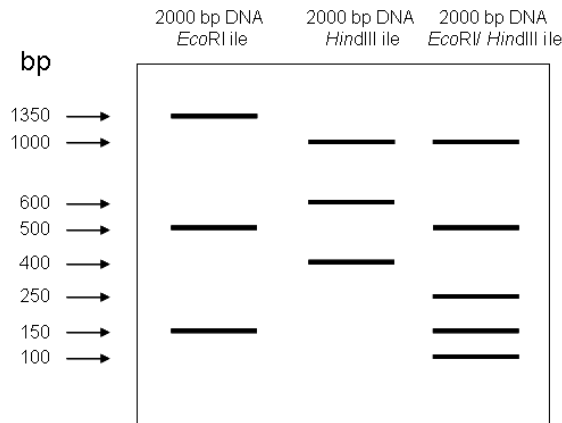 2000 bp DNA
EcoRI ile
2000 bp DNA
HindIII ile
2000 bp DNA
EcoRI/ HindIII ile
bp
1350
1000
600
500
400
250
150
100